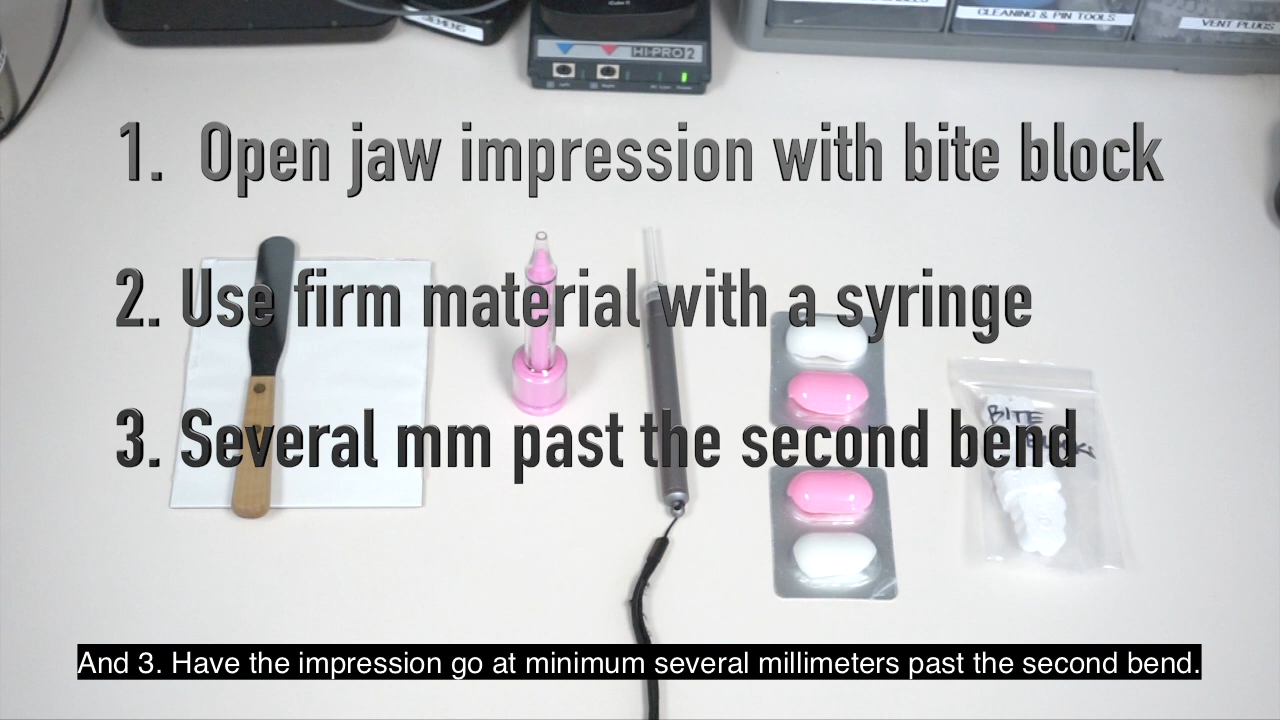 SIEMENS
HI-PRO 2
CLEANING & PIN TOOLS
VENT PLUGS
1. Open jaw impression with bite block
2. Use firm material with a syringe
3. Several mm past the second bend
BITE
And 3. Have the impression go at minimum several millimeters past the second bend.